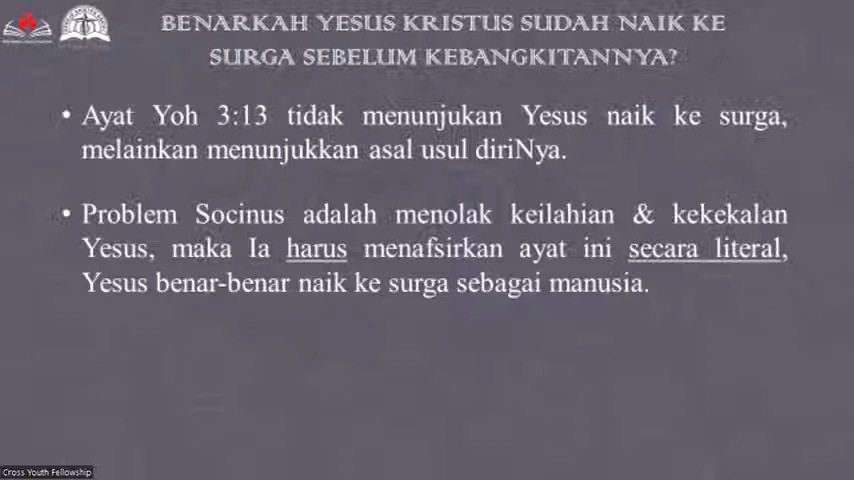 BENARKAH YESUS KRISTUS SUDAH NAIK KE
SURGA SEBELUM KEBANGKITANNYA?
• Ayat Yoh 3:13 tidak menunjukan Yesus naik ke surga,
melainkan menunjukkan asal usul diriNya.
• Problem Socinus adalah menolak keilahian & kekekalan
Yesus, maka Ia harus menafsirkan ayat ini secara literal,
Yesus benar-benar naik ke surga sebagai manusia.
Cross Youth Fellowship